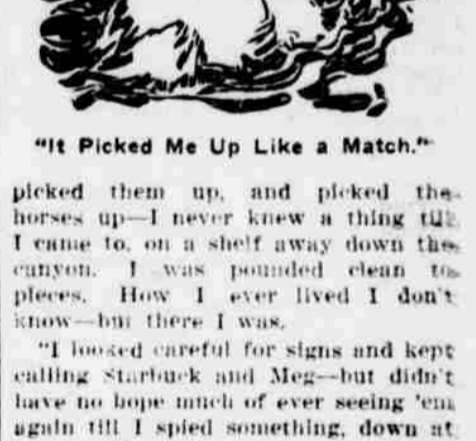 "It Picked Me Up Like a Match."
picked them up, and picked the
horses up—I never knew a thing till
I came to, on a shelf away down the
canyon. I was pounded clean to
pieces. How I ever lived I don't
know—but there I was.
"I looked careful for signs and kept
calling Starbuck and Meg—but didn't
have no hope much of ever seeing 'em
again till I spied something, down at